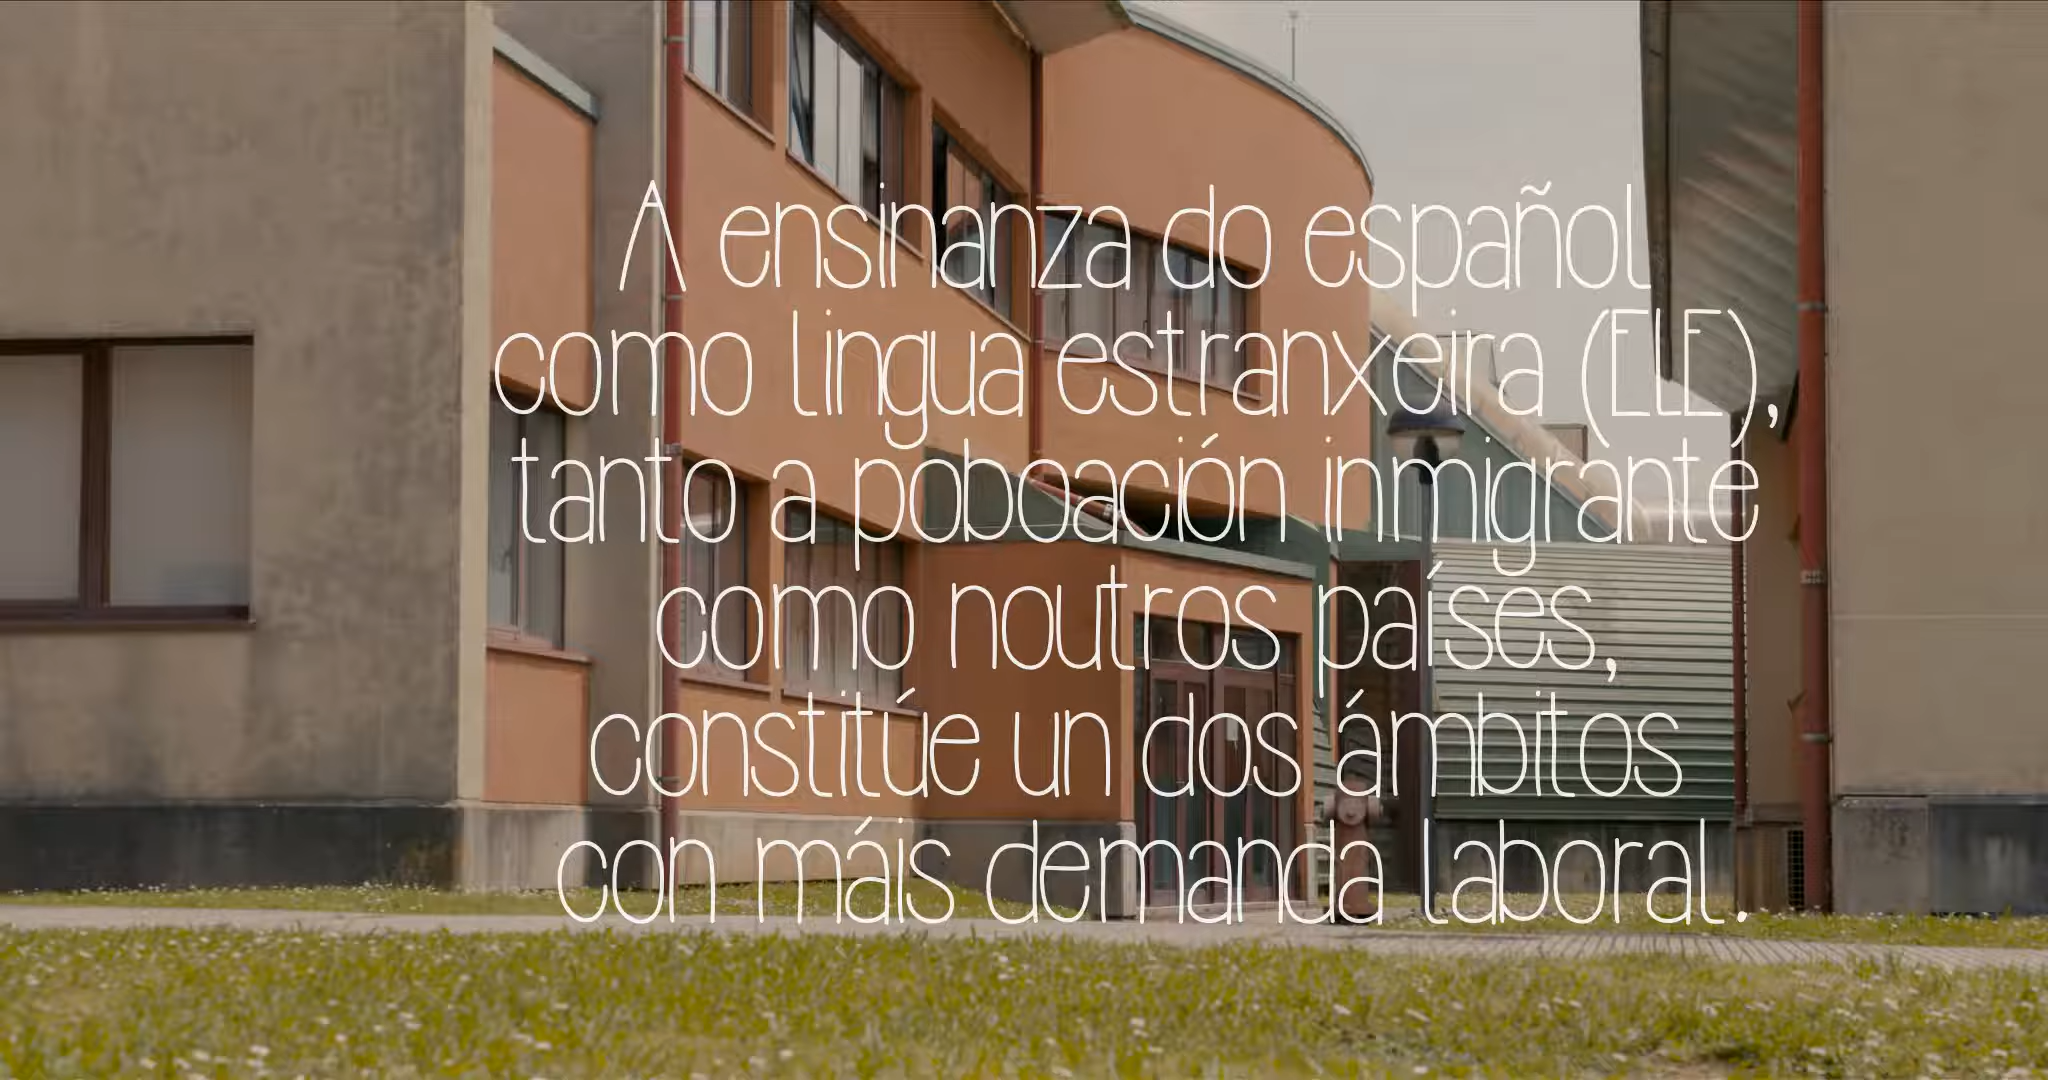 A ensinanza do español
como lingua estranxeira (ELE),
tanto a poboación inmigrante
como noutros países,
constitúe un dos ámbitos
con máis demanda laboral.